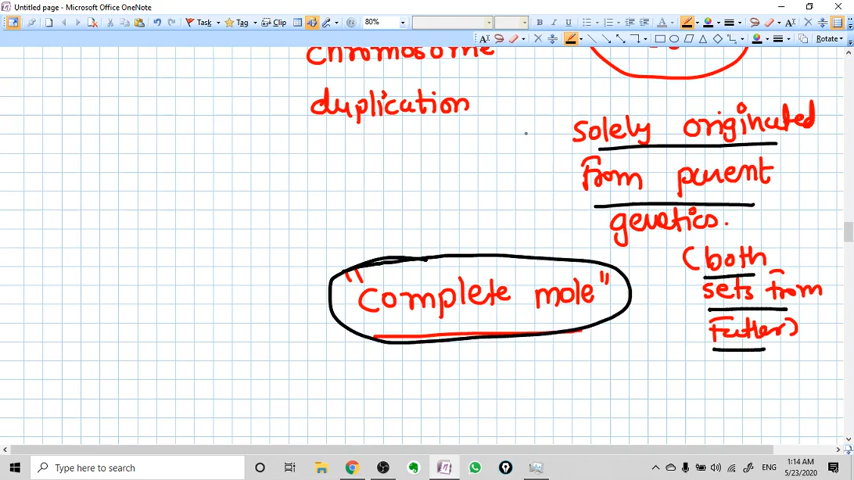 Untitled page - Microsoft Office OneNote
Task
Tag
Clip
80%
B I U
A
Rotate
chromosome
duplication
solely originated
from parent
genetics.
(both
sets from
father)
"complete mole"
Type here to search
ENG
1:14 AM
5/23/2020